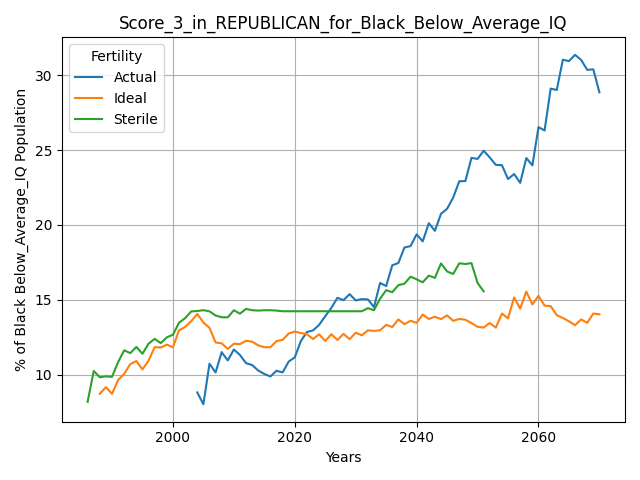 Score_3_in_REPUBLICAN_for_Black_Below_Average_IQ
Fertility
Actual
Ideal
Sterile
% of Black Below_Average_IQ Population
30
25
20
15
10
2000
2020
2040
2060
Years